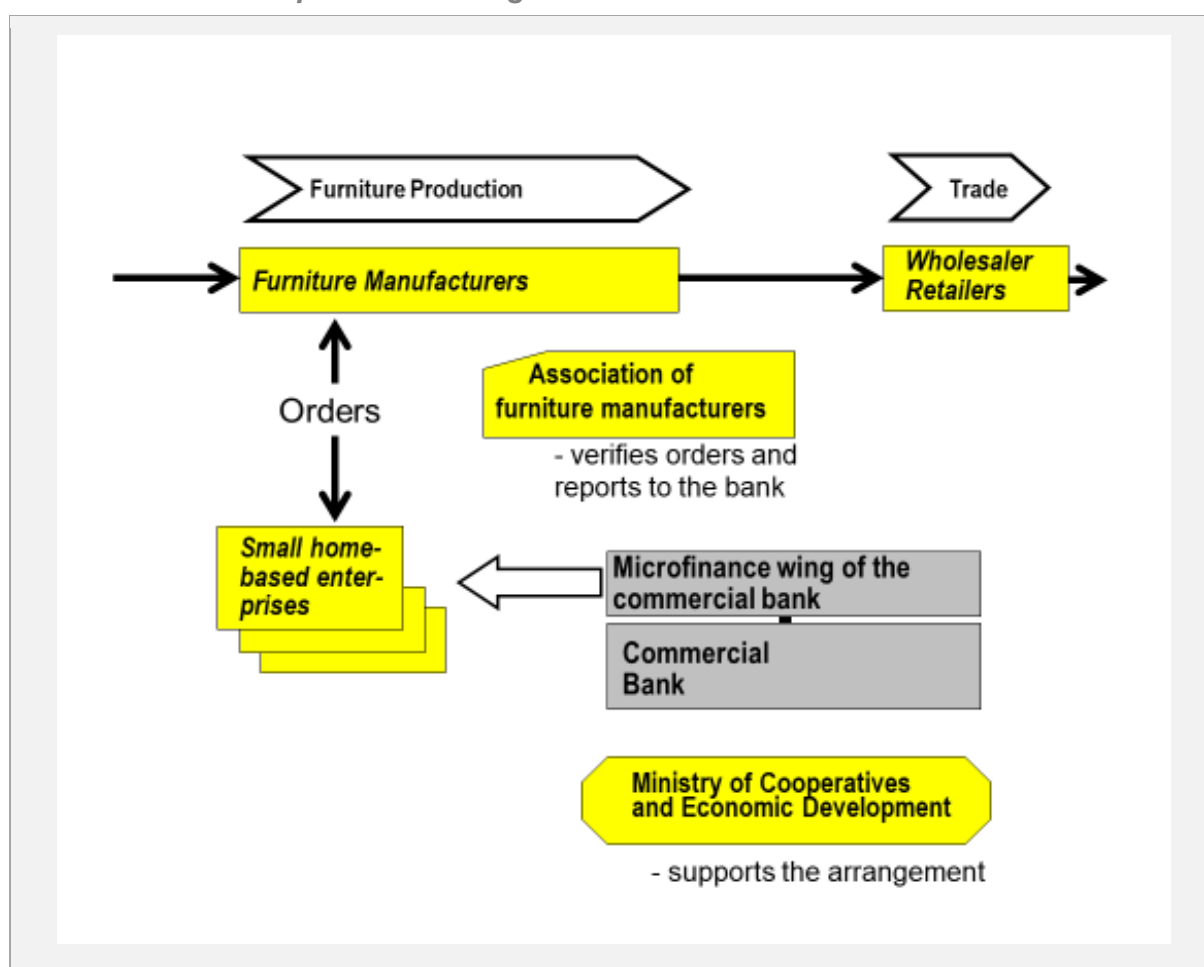 Furniture Production
Trade
Furniture Manufacturers
Wholesaler
Retailers
Association of
furniture manufacturers
- verifies orders and
reports to the bank
Orders
Small home-
based enter-
prises
Microfinance wing of the
commercial bank
Commercial
Bank
Ministry of Cooperatives
and Economic Development
- supports the arrangement